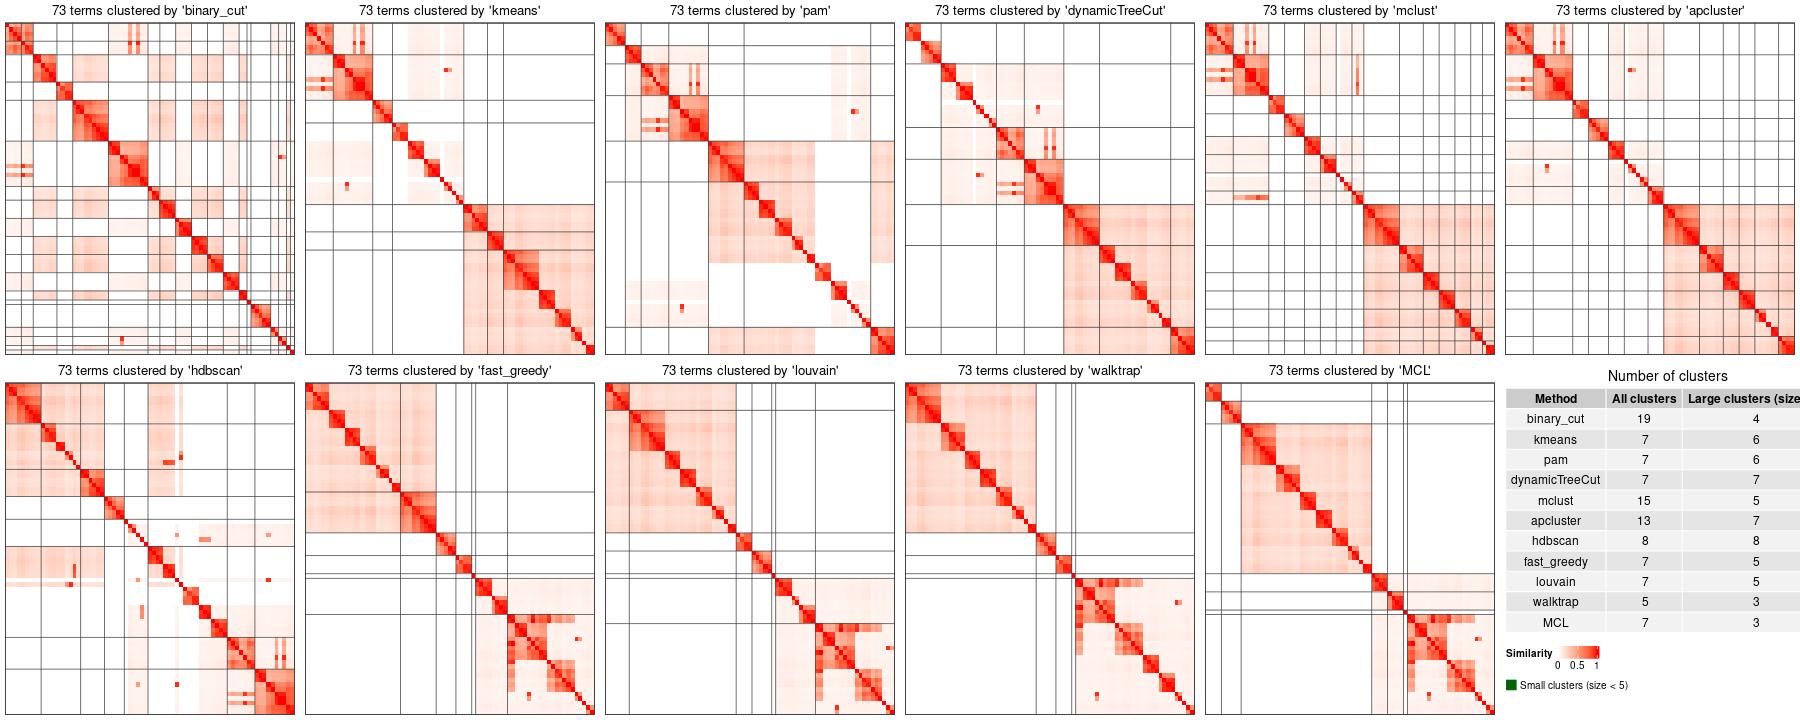 73 terms clustered by 'binary_cut'
73 terms clustered by 'kmeans'
73 terms clustered by 'pam'
73 terms clustered by 'dynamicTreeCut'
73 terms clustered by 'mclust'
73 terms clustered by 'apcluster'
73 terms clustered by 'hdbscan'
73 terms clustered by 'fast_greedy'
73 terms clustered by 'louvain'
73 terms clustered by 'walktrap'
73 terms clustered by 'MCL'
Number of clusters
Method All clusters Large clusters (size
binary_cut 19 4
kmeans 7 6
pam 7 6
dynamicTreeCut 7 7
mclust 15 5
apcluster 13 7
hdbscan 8 8
fast_greedy 7 5
louvain 7 5
walktrap 5 3
MCL 7 3
Similarity
0 0.5 1
Small clusters (size < 5)